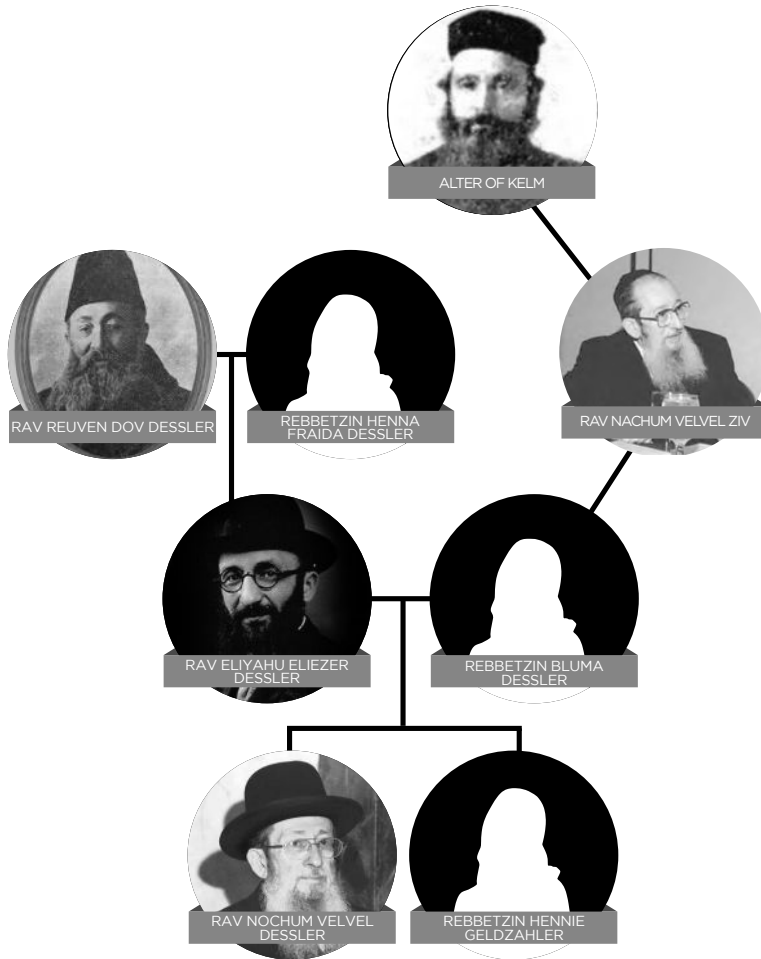 ALTER OF KELM
RAV REUVEN DOV DESSLER
REBBETZIN HENNA
FRAIDA DESSLER
RAV NACHUM VELVEL ZIV
RAV ELIYAHU ELIEZER
DESSLER
REBBETZIN BLUMA
DESSLER
RAV NOCHUM VELVEL
DESSLER
REBBETZIN HENNIE
GELDZAHLER